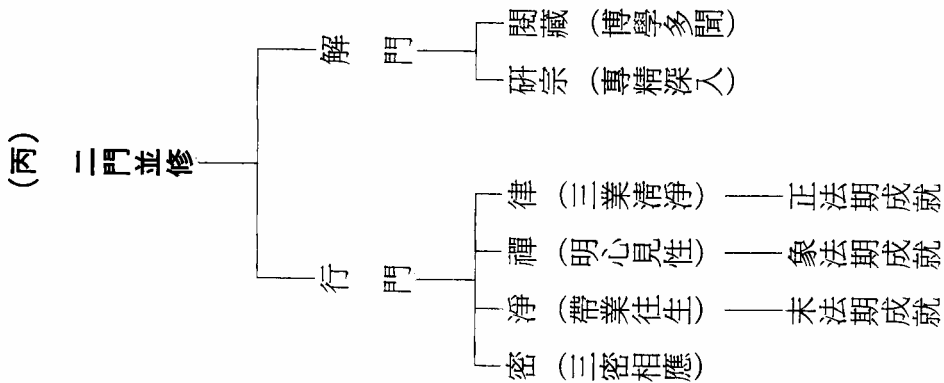 (丙)
二門並修
解門
閱藏(博學多聞)
研宗(專精深入)
行門
律(三業清淨)——正法期成就
禪(明心見性)——象法期成就
淨(帶業往生)——末法期成就
密(三密相應)